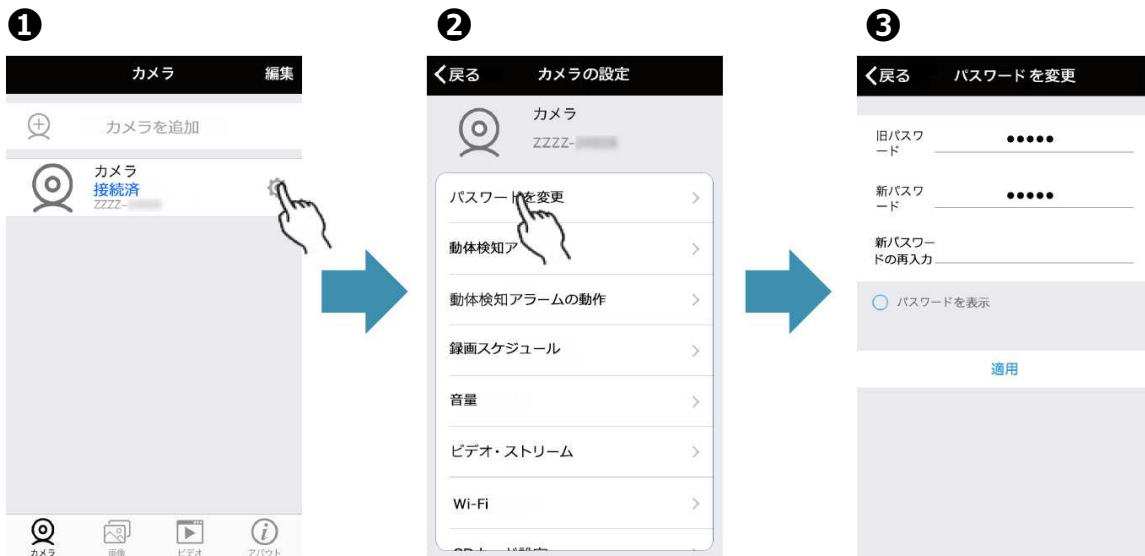 ❶
カメラ
編集
カメラを追加
カメラ
接続済
ZZZZ-
カメラ
画像
ビデオ
アバウト
❷
戻る
カメラの設定
カメラ
ZZZZ-
パスワードを変更
動体検知ア
動体検知アラームの動作
録画スケジュール
音量
ビデオ・ストリーム
Wi-Fi
❸
戻る
パスワードを変更
旧パスワ
ード
●●●●●
新パスワ
ード
●●●●●
新パスワー
ドの再入力
パスワードを表示
適用